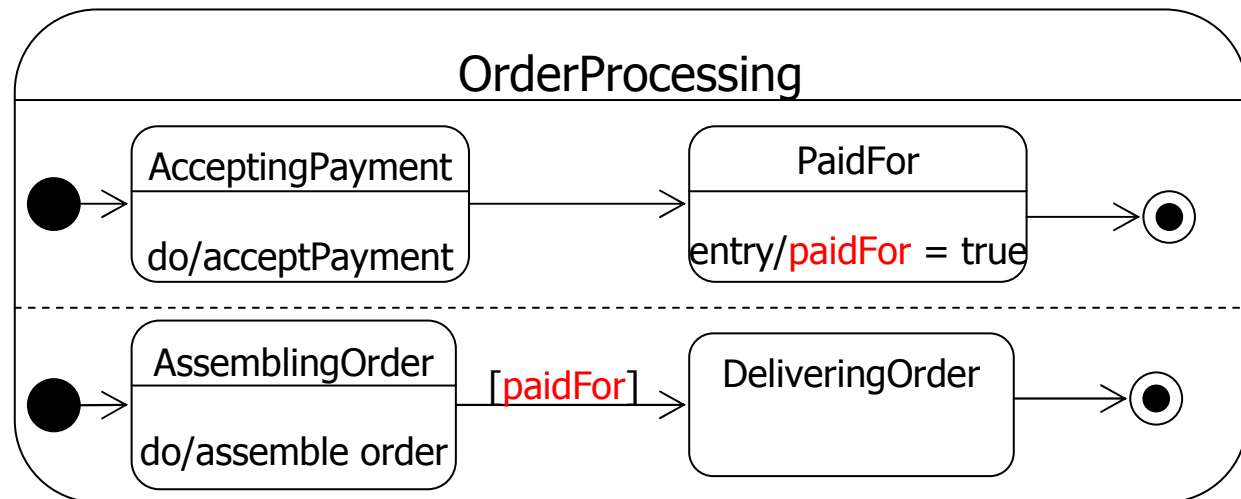 OrderProcessing
AcceptingPayment
do/acceptPayment
PaidFor
entry/paidFor = true
AssemblingOrder
do/assemble order
[paidFor]
DeliveringOrder